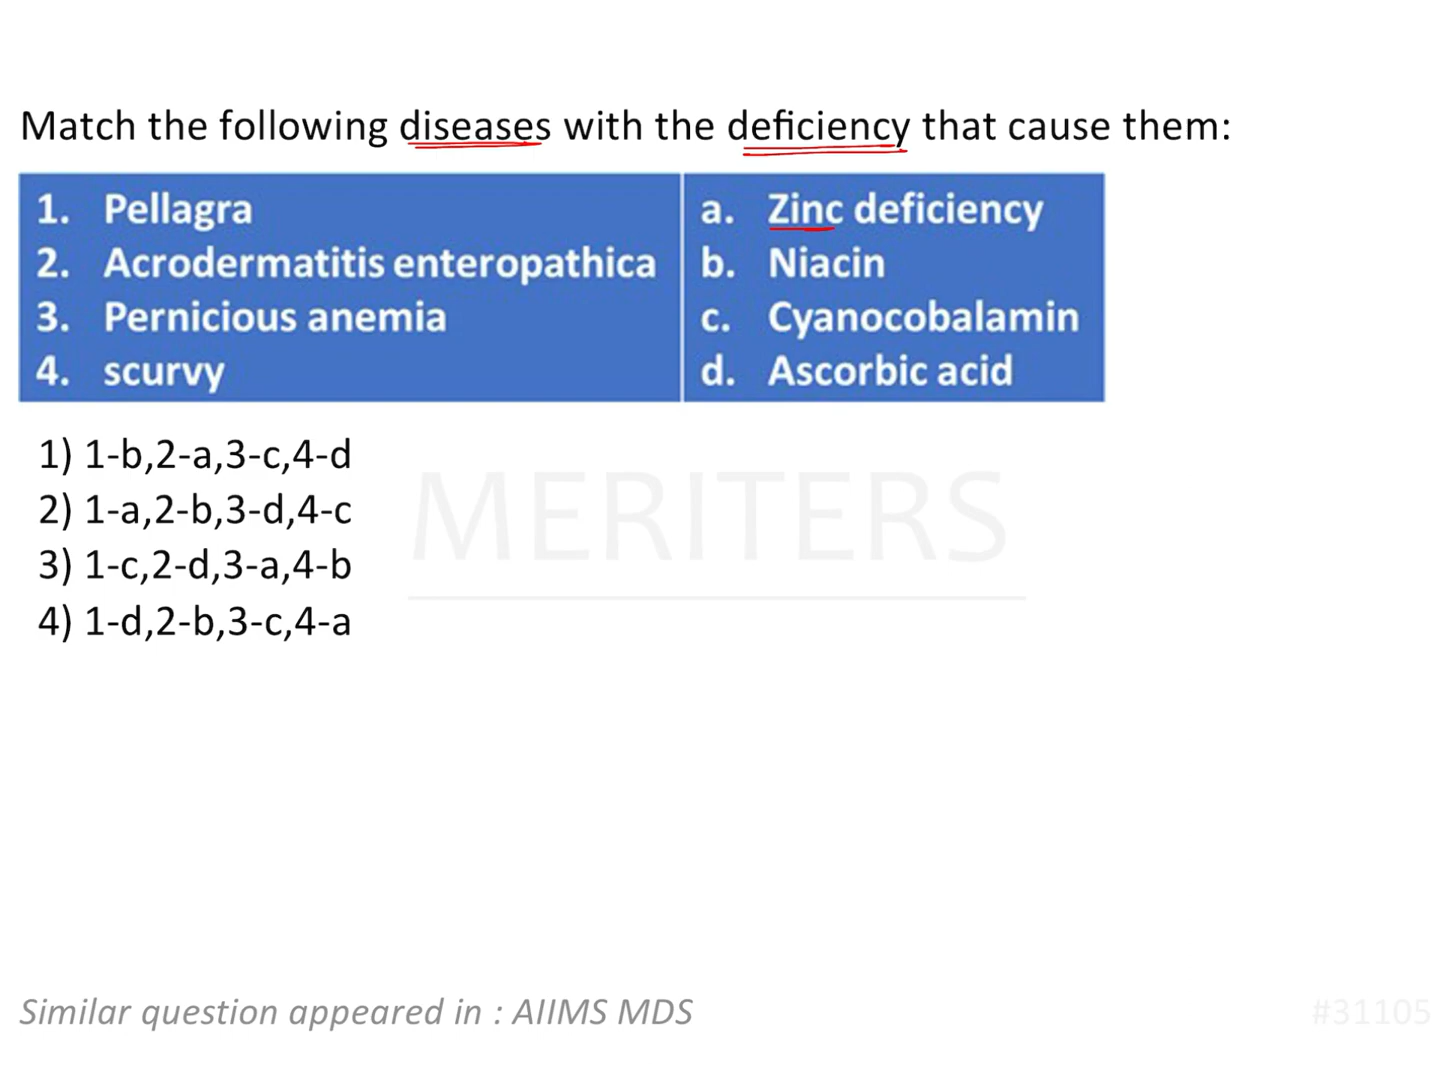 Match the following diseases with the deficiency that cause them:
1. Pellagra
2. Acrodermatitis enteropathica
3. Pernicious anemia
4. scurvy
a. Zinc deficiency
b. Niacin
c. Cyanocobalamin
d. Ascorbic acid
1) 1-b,2-a,3-c,4-d
2) 1-a,2-b,3-d,4-c
3) 1-c,2-d,3-a,4-b
4) 1-d,2-b,3-c,4-a
MERITERS
Similar question appeared in : AIIMS MDS
#31105